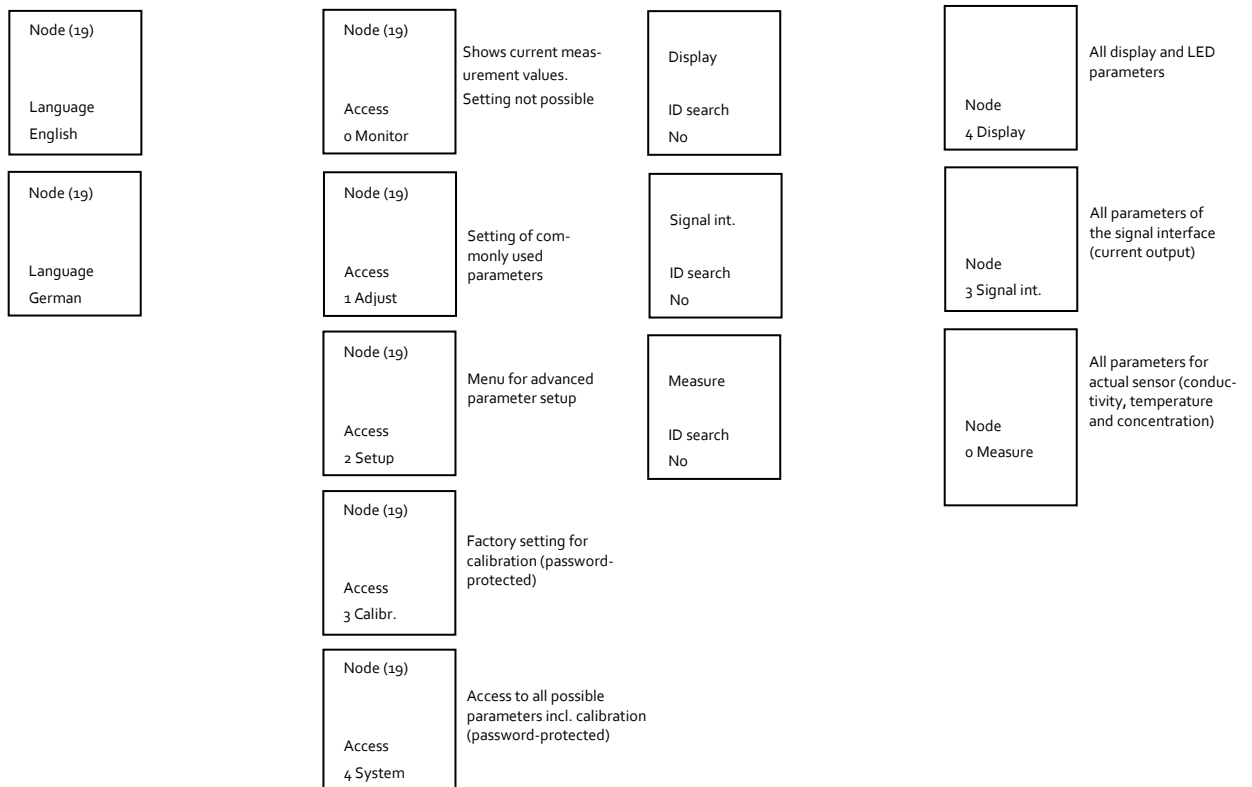 Node (19)
Language
English
Node (19)
Language
German
Node (19)
Access
0 Monitor
Shows current meas-
urement values.
Setting not possible
Node (19)
Access
1 Adjust
Setting of com-
monly used
parameters
Node (19)
Access
2 Setup
Menu for advanced
parameter setup
Node (19)
Access
3 Calibr.
Factory setting for
calibration (password-
protected)
Node (19)
Access
4 System
Access to all possible
parameters incl. calibration
(password-protected)
Display
ID search
No
Signal int.
ID search
No
Measure
ID search
No
Node
4 Display
All display and LED
parameters
Node
3 Signal int.
All parameters of
the signal interface
(current output)
Node
0 Measure
All parameters for
actual sensor (conduc-
tivity, temperature
and concentration)